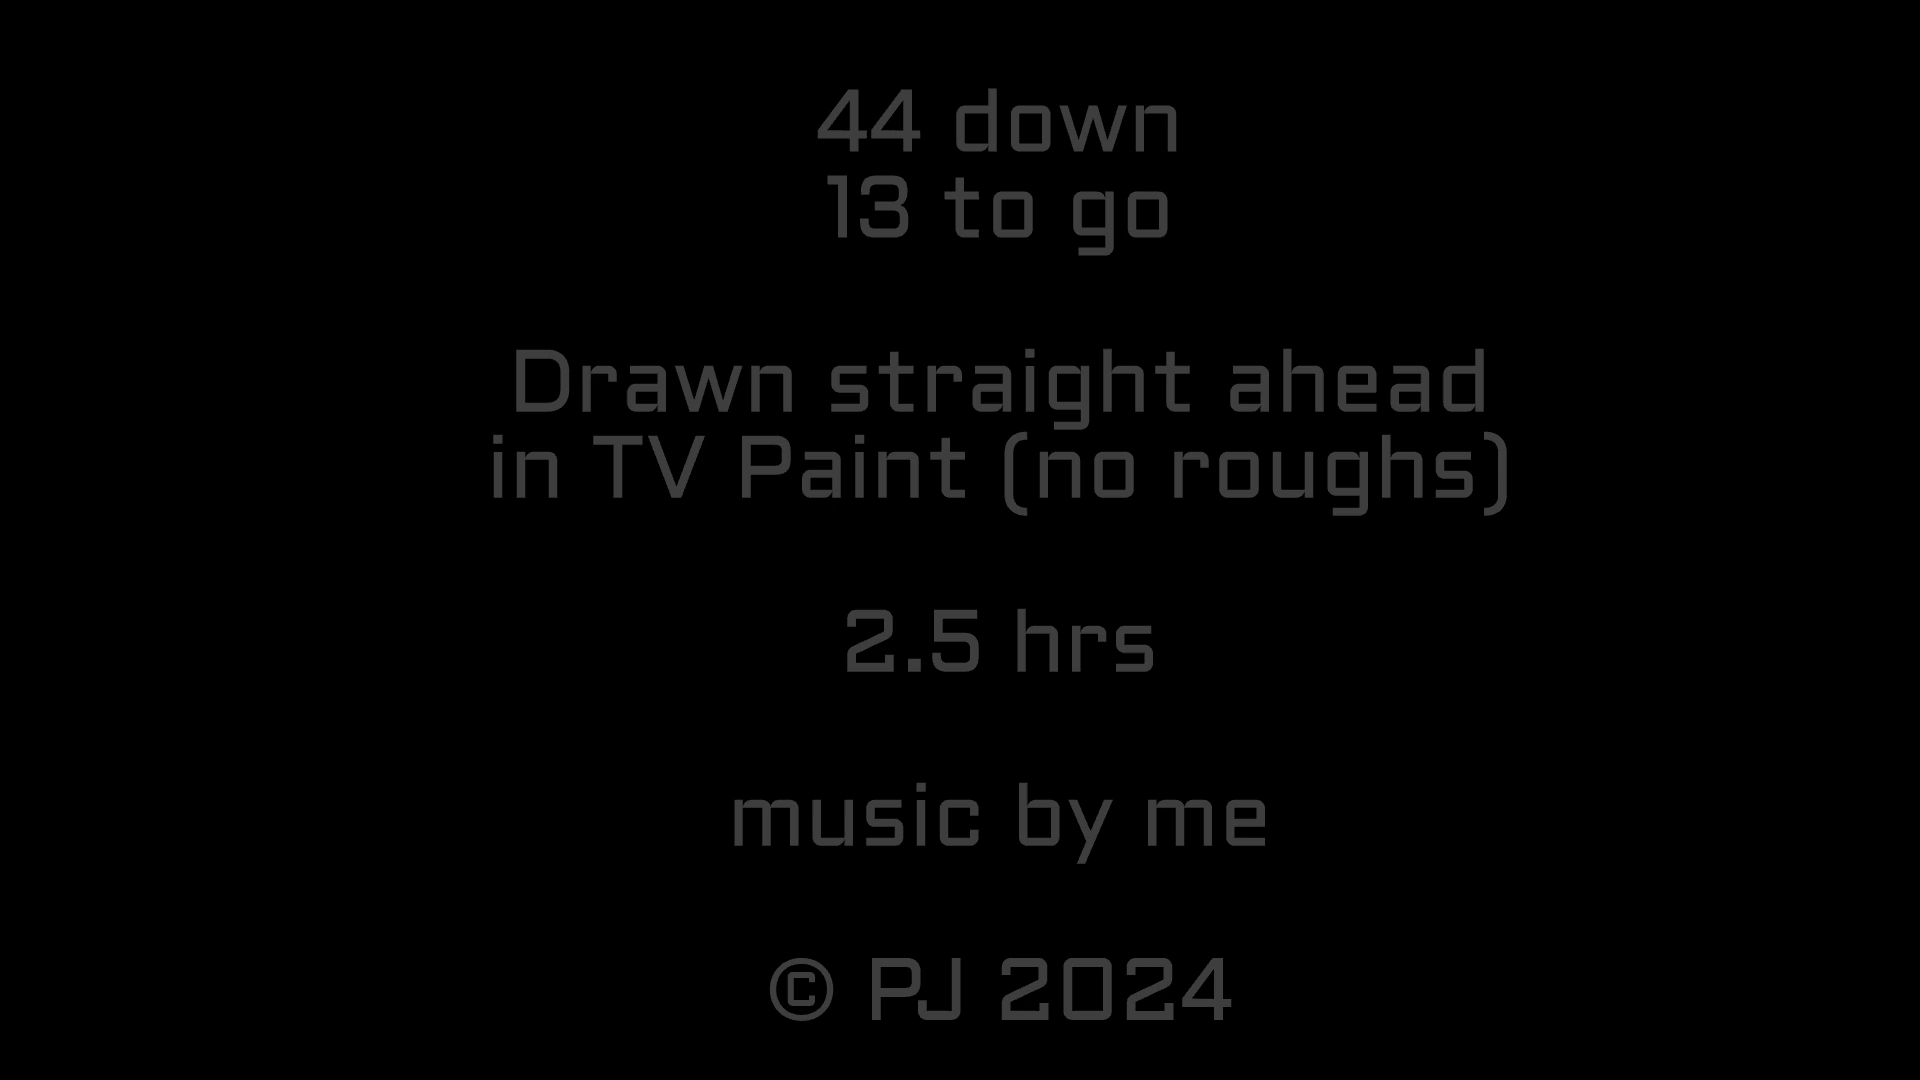 44 down
13 to go
Drawn straight ahead
in TV Paint (no roughs)
2.5 hrs
music by me
© PJ 2024